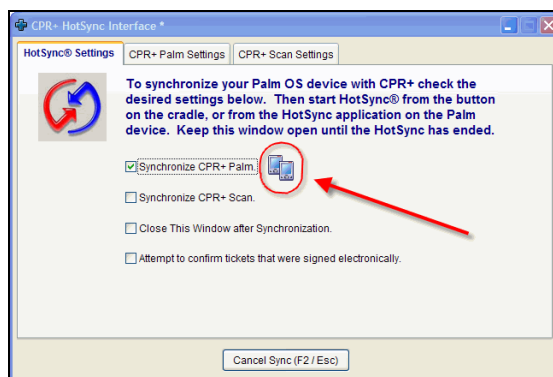 CPR+ HotSync Interface *
HotSync® Settings
CPR+ Palm Settings
CPR+ Scan Settings
To synchronize your Palm OS device with CPR+ check the
desired settings below. Then start HotSync® from the button
on the cradle, or from the HotSync application on the Palm
device. Keep this window open until the HotSync has ended.
Synchronize CPR+ Palm.
Synchronize CPR+ Scan.
Close This Window after Synchronization.
Attempt to confirm tickets that were signed electronically.
Cancel Sync (F2 / Esc)